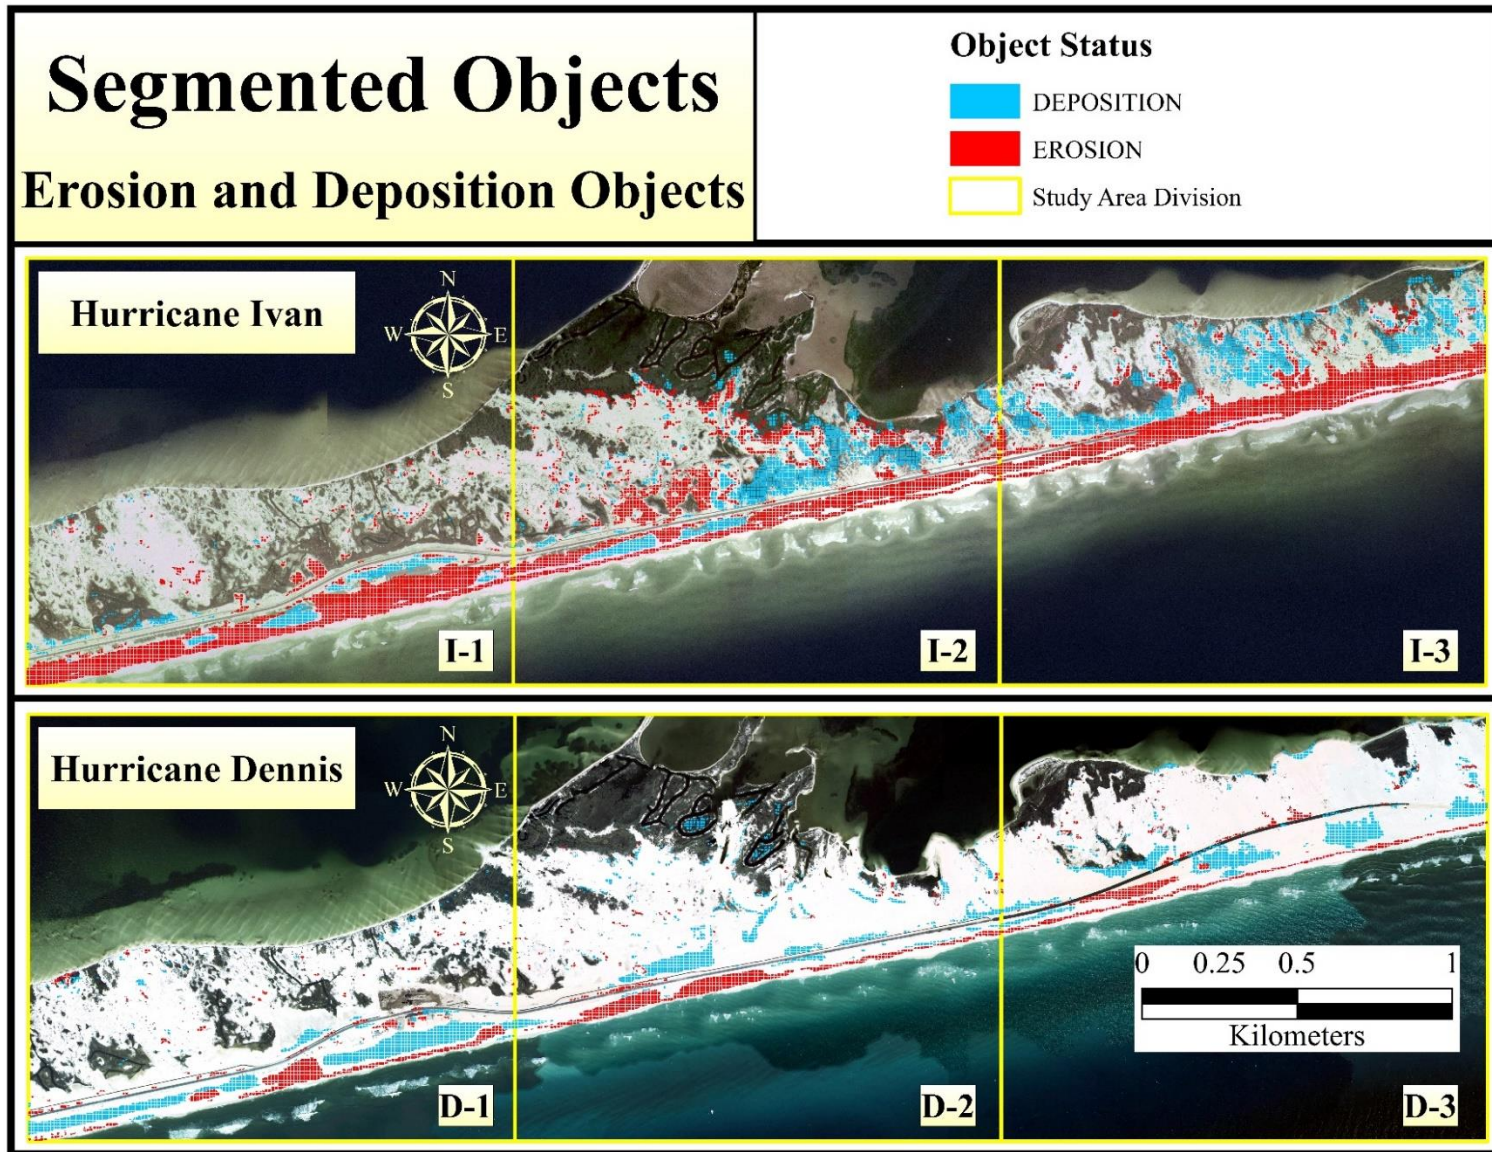 Segmented Objects
Erosion and Deposition Objects
Object Status
DEPOSITION
EROSION
Study Area Division
Hurricane Ivan
N
W E
S
I-1
I-2
I-3
Hurricane Dennis
N
W E
S
0 0.25 0.5 1
Kilometers
D-1
D-2
D-3